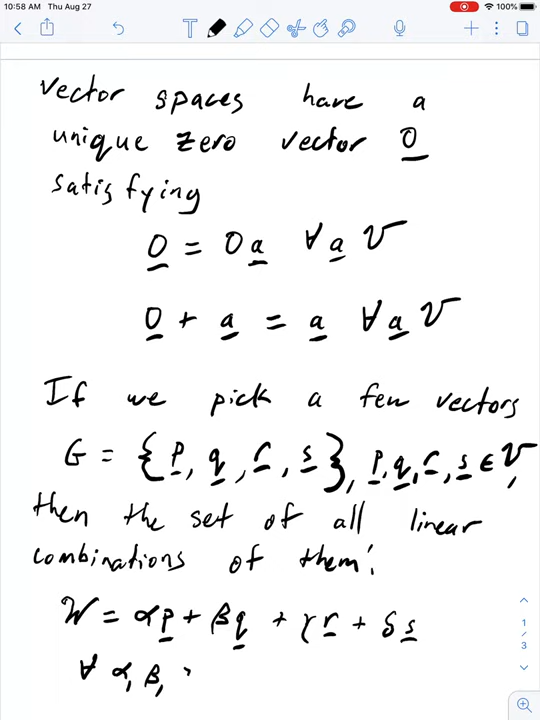 10:58 AM Thu Aug 27 100%
vector spaces have a
unique zero vector 0
satisfying
0 = 0a ∀ a V
0 + a = a ∀ a V
If we pick a few vectors
G = {p, q, r, s}, p, q, r, s ∈ V,
then the set of all linear
combinations of them:
W = αp + βq + γr + δs
∀ α, β,
1/3